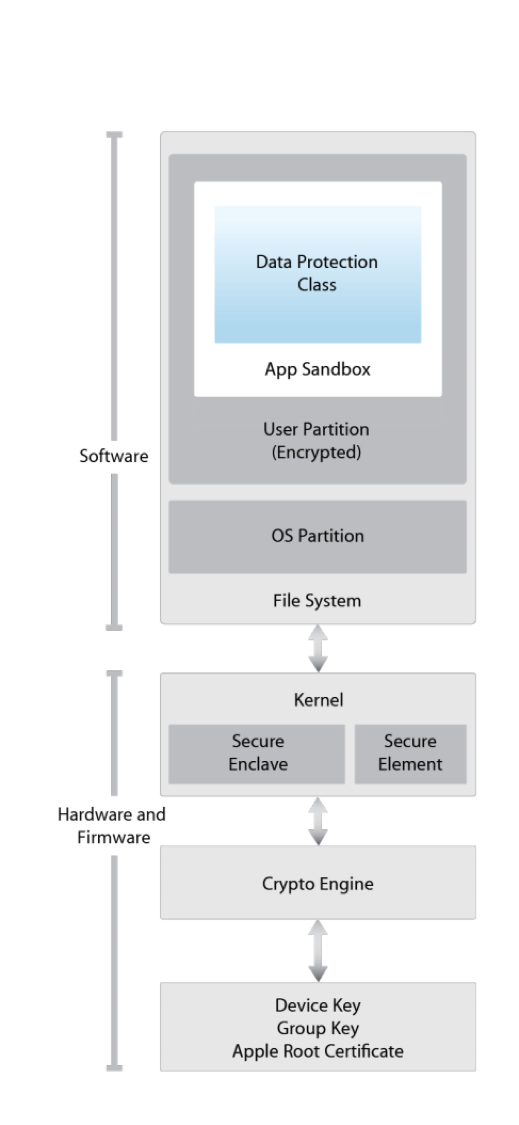 Data Protection
Class
App Sandbox
User Partition
(Encrypted)
Software
OS Partition
File System
Kernel
Secure
Enclave
Secure
Element
Hardware and
Firmware
Crypto Engine
Device Key
Group Key
Apple Root Certificate